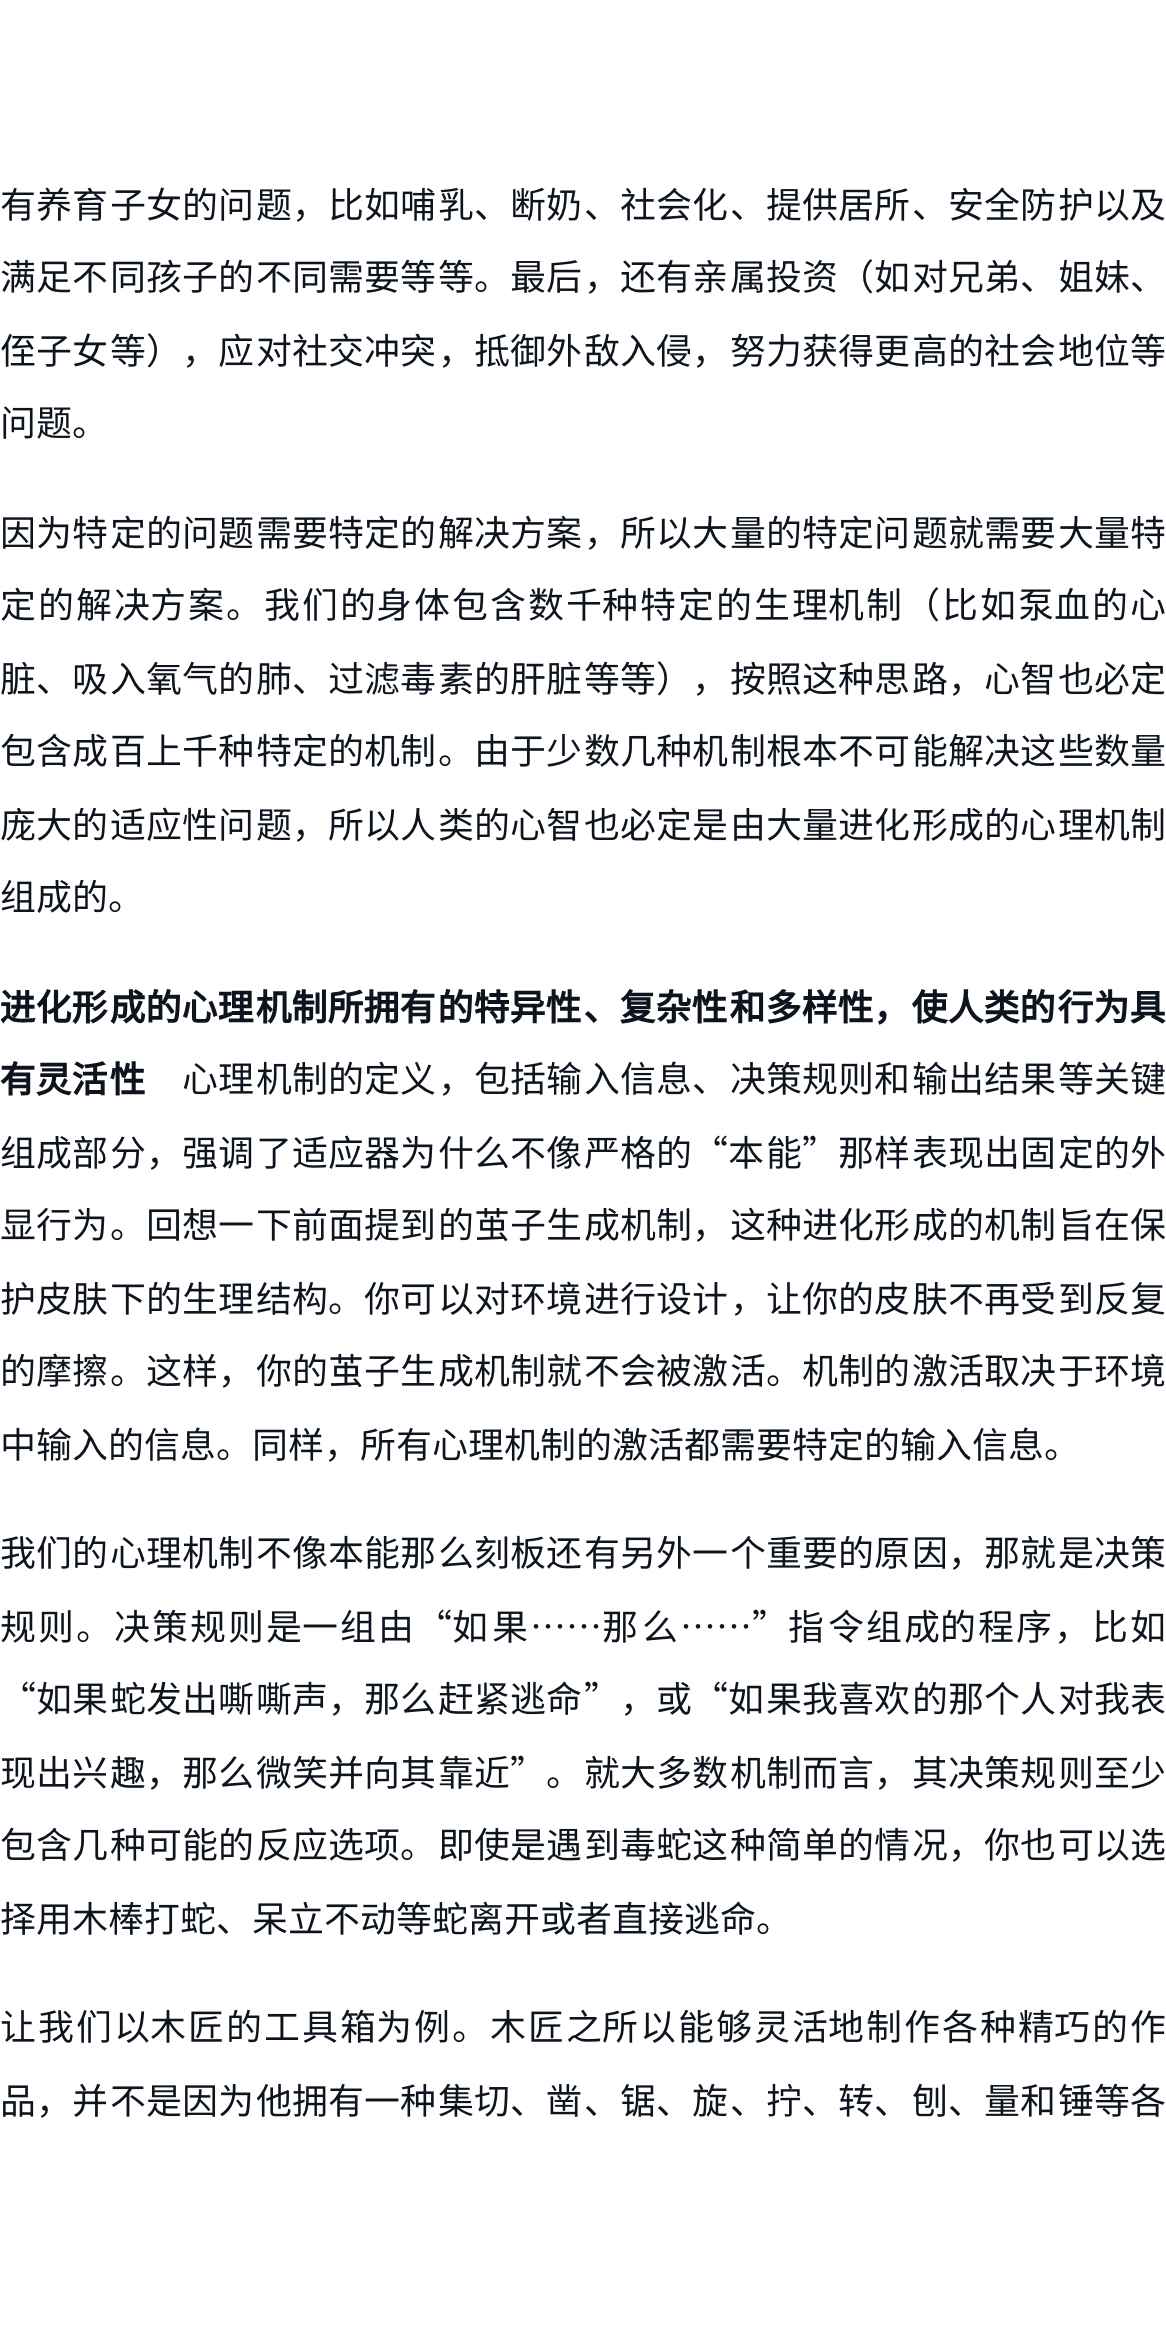 有养育子女的问题，比如哺乳、断奶、社会化、提供居所、安全防护以及
满足不同孩子的不同需要等等。最后，还有亲属投资（如对兄弟、姐妹、
侄子女等），应对社交冲突，抵御外敌入侵，努力获得更高的社会地位等
问题。
因为特定的问题需要特定的解决方案，所以大量的特定问题就需要大量特
定的解决方案。我们的身体包含数千种特定的生理机制（比如泵血的心
脏、吸入氧气的肺、过滤毒素的肝脏等等），按照这种思路，心智也必定
包含成百上千种特定的机制。由于少数几种机制根本不可能解决这些数量
庞大的适应性问题，所以人类的心智也必定是由大量进化形成的心理机制
组成的。
进化形成的心理机制所拥有的特异性、复杂性和多样性，使人类的行为具
有灵活性　心理机制的定义，包括输入信息、决策规则和输出结果等关键
组成部分，强调了适应器为什么不像严格的“本能”那样表现出固定的外
显行为。回想一下前面提到的茧子生成机制，这种进化形成的机制旨在保
护皮肤下的生理结构。你可以对环境进行设计，让你的皮肤不再受到反复
的摩擦。这样，你的茧子生成机制就不会被激活。机制的激活取决于环境
中输入的信息。同样，所有心理机制的激活都需要特定的输入信息。
我们的心理机制不像本能那么刻板还有另外一个重要的原因，那就是决策
规则。决策规则是一组由“如果……那么……”指令组成的程序，比如
“如果蛇发出嘶嘶声，那么赶紧逃命”，或“如果我喜欢的那个人对我表
现出兴趣，那么微笑并向其靠近”。就大多数机制而言，其决策规则至少
包含几种可能的反应选项。即使是遇到毒蛇这种简单的情况，你也可以选
择用木棒打蛇、呆立不动等蛇离开或者直接逃命。
让我们以木匠的工具箱为例。木匠之所以能够灵活地制作各种精巧的作
品，并不是因为他拥有一种集切、凿、锯、旋、拧、转、刨、量和锤等各